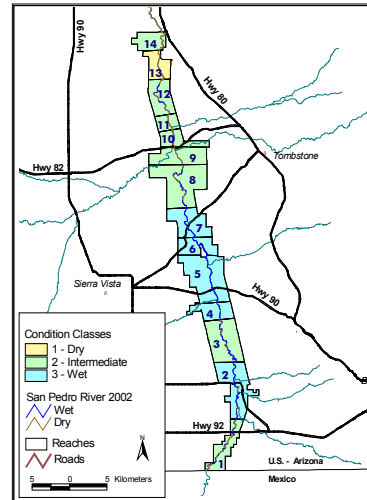 Hwy 90
14
13
Hwy 80
12
11
10
Hwy 82
9
Tombstone
8
7
6
5
Sierra Vista
Hwy 90
4
3
2
Hwy 92
1
U.S. - Arizona
Mexico
Condition Classes
1 - Dry
2 - Intermediate
3 - Wet
San Pedro River 2002
Wet
Dry
Reaches
Roads
N
5 0 5 Kilometers